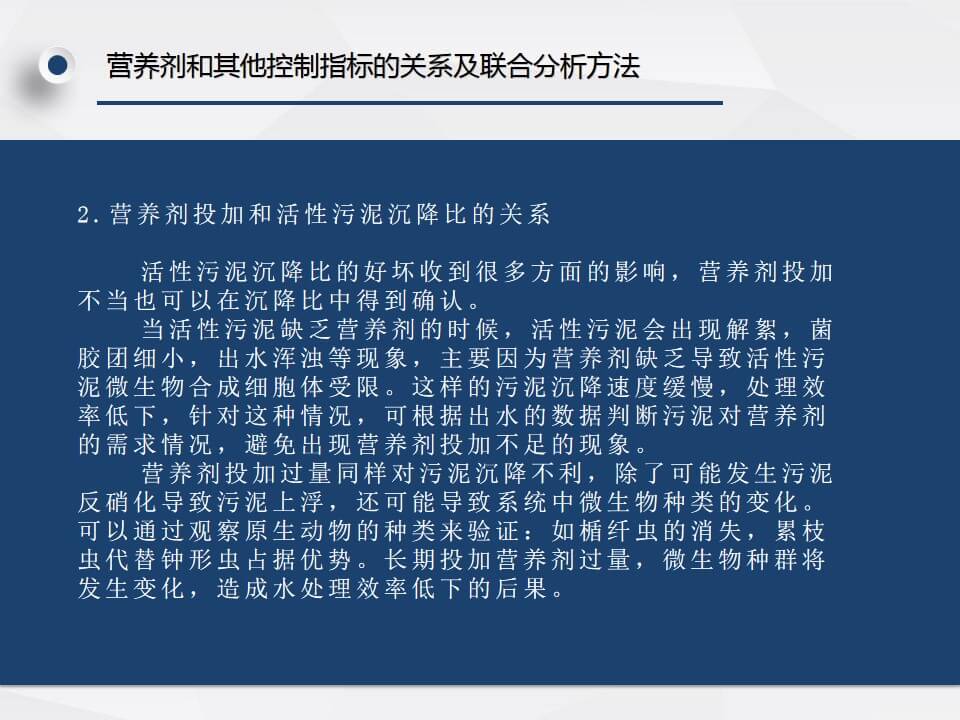 营养剂和其他控制指标的关系及联合分析方法
2.营养剂投加和活性污泥沉降比的关系
活性污泥沉降比的好坏收到很多方面的影响，营养剂投加
不当也可以在沉降比中得到确认。
当活性污泥缺乏营养剂的时候，活性污泥会出现解絮，菌
胶团细小，出水浑浊等现象，主要因为营养剂缺乏导致活性污
泥微生物合成细胞体受限。这样的污泥沉降速度缓慢，处理效
率低下，针对这种情况，可根据出水的数据判断污泥对营养剂
的需求情况，避免出现营养剂投加不足的现象。
营养剂投加过量同样对污泥沉降不利，除了可能发生污泥
反硝化导致污泥上浮，还可能导致系统中微生物种类的变化。
可以通过观察原生动物的种类来验证：如楯纤虫的消失，累枝
虫代替钟形虫占据优势。长期投加营养剂过量，微生物种群将
发生变化，造成水处理效率低下的后果。